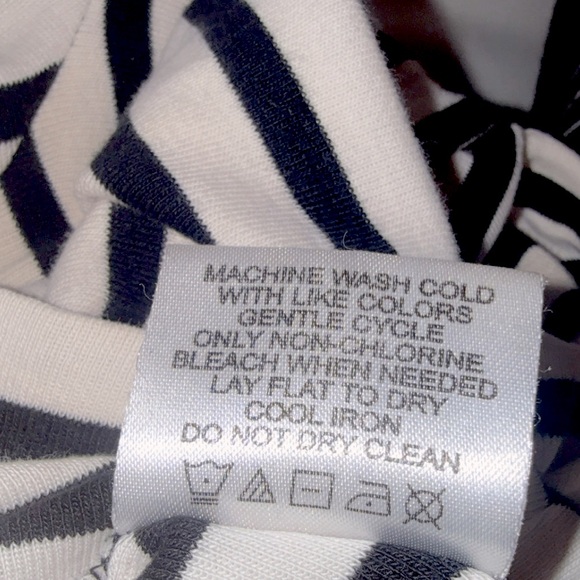 MACHINE WASH COLD
WITH LIKE COLORS
GENTLE CYCLE
ONLY NON-CHLORINE
BLEACH WHEN NEEDED
LAY FLAT TO DRY
COOL IRON
DO NOT DRY CLEAN